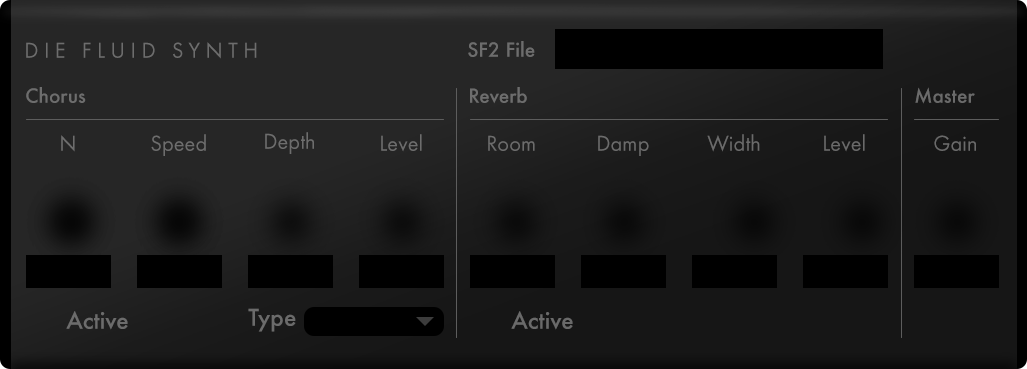 DIE FLUID SYNTH
SF2 File
Chorus
Reverb
Master
N Speed Depth Level
Room Damp Width Level
Gain
Active Type
Active